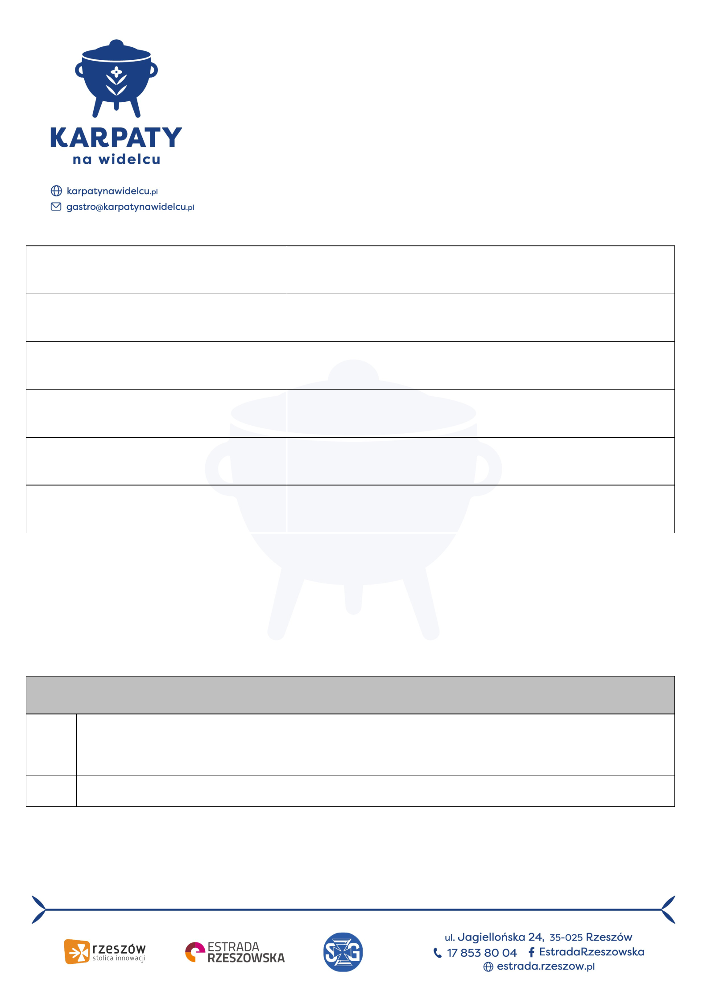 KARPATY
na widelcu
karpatynawidelcu.pl
gastro@karpatynawidelcu.pl
rzeszów
stolica innowacji
ESTRADA
RZESZOWSKA
SZG
ul. Jagiellońska 24, 35-025 Rzeszów
17 853 80 04 EstradaRzeszowska
estrada.rzeszow.pl